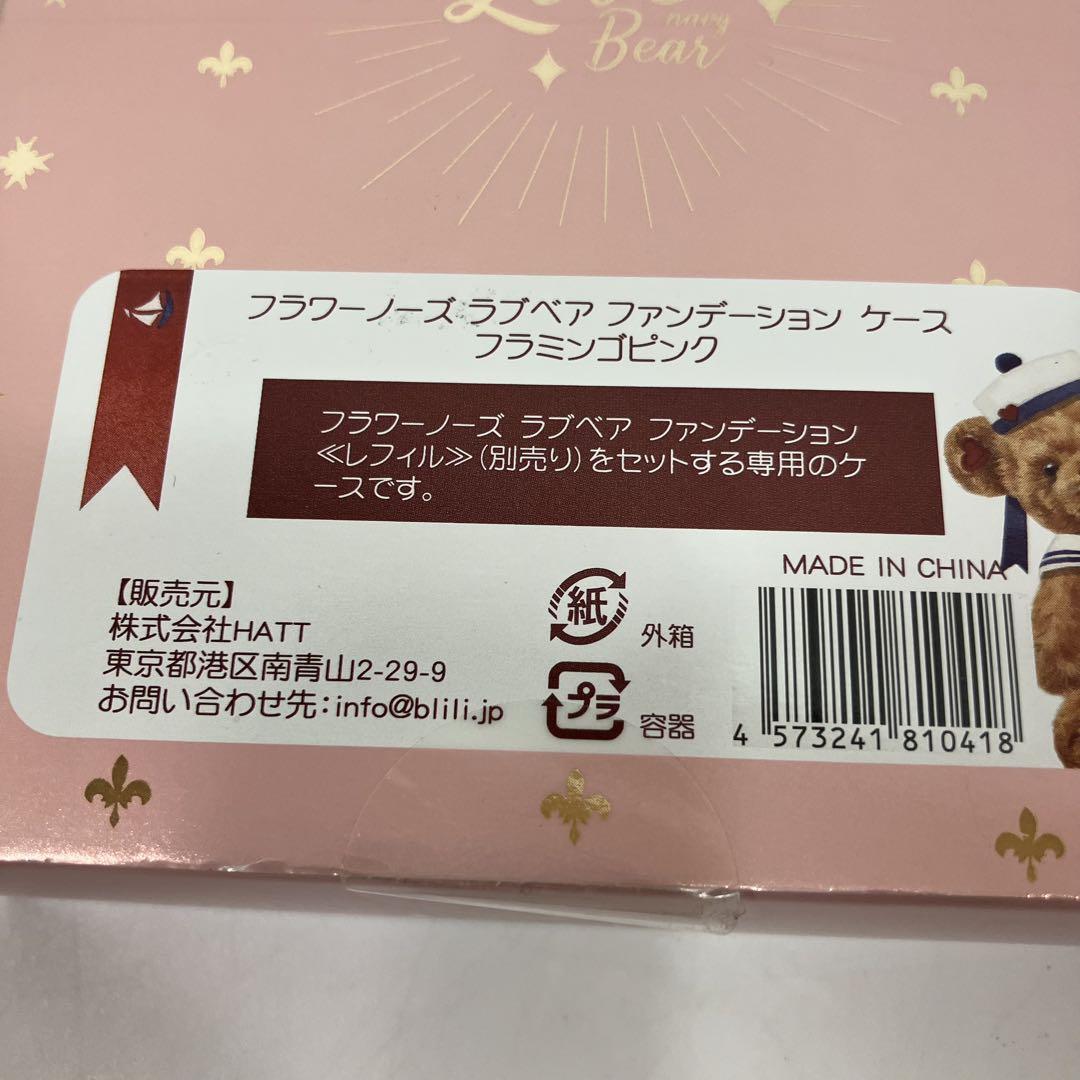 Love
navy
Bear
フラワーノーズ ラブベア ファンデーション ケース
フラミンゴピンク
フラワーノーズ ラブベア ファンデーション
≪レフィル≫(別売り)をセットする専用のケ
ースです。
MADE IN CHINA
【販売元】
株式会社HATT
東京都港区南青山2-29-9
お問い合わせ先:info@blili.jp
紙
外箱
プラ
容器
4 573241 810418